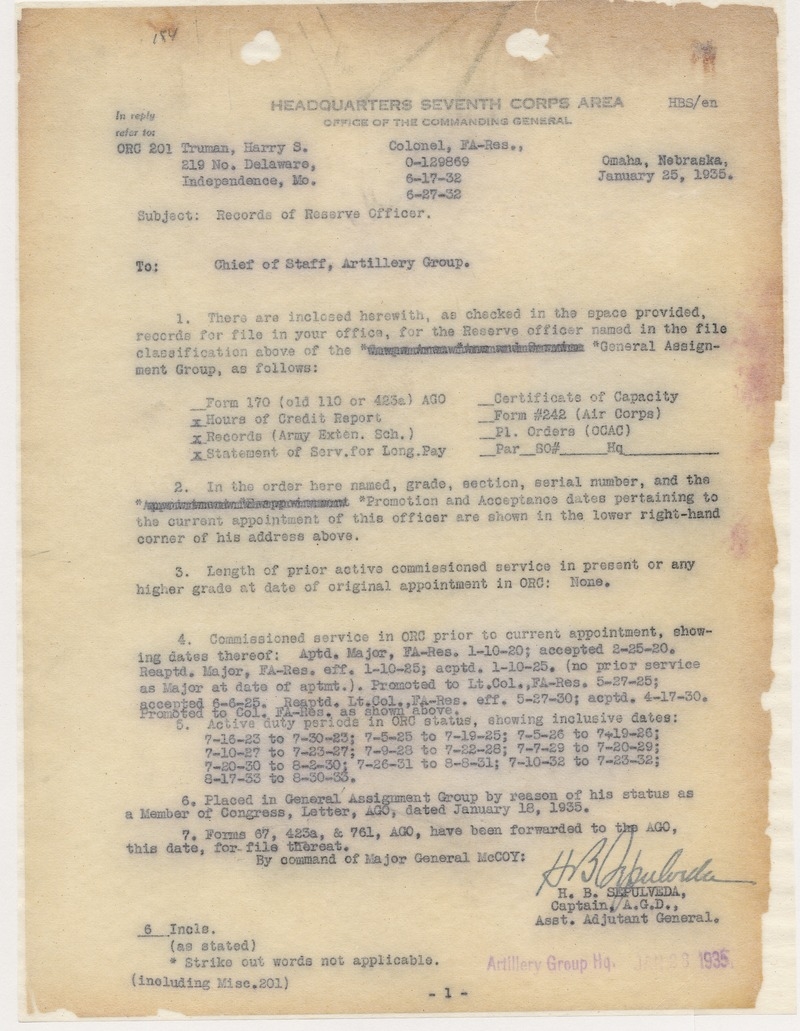 184
HEADQUARTERS SEVENTH CORPS AREA HBS/en
OFFICE OF THE COMMANDING GENERAL
In reply
refer to:
ORC 201 Truman, Harry S. Colonel, FA-Res.,
219 No. Delaware, O-129869 Omaha, Nebraska,
Independence, Mo. 6-17-32 January 25, 1935.
6-27-32
Subject: Records of Reserve Officer.
To: Chief of Staff, Artillery Group.
1. There are inclosed herewith, as checked in the space provided,
records for file in your office, for the Reserve officer named in the file
classification above of the * *General Assign-
ment Group, as follows:
__Form 170 (old 110 or 423a) AGO __Certificate of Capacity
x Hours of Credit Report __Form #242 (Air Corps)
x Records (Army Exten. Sch.) __Pl. Orders (OCAC)
x Statement of Serv.for Long.Pay __Par__SO#______Hq____________
2. In the order here named, grade, section, serial number, and the
* *Promotion and Acceptance dates pertaining to
the current appointment of this officer are shown in the lower right-hand
corner of his address above.
3. Length of prior active commissioned service in present or any
higher grade at date of original appointment in ORC: None.
4. Commissioned service in ORC prior to current appointment, show-
ing dates thereof: Aptd. Major, FA-Res. 1-10-20; accepted 2-25-20.
Reaptd. Major, FA-Res. eff. 1-10-25; acptd. 1-10-25. (no prior service
as Major at date of aptmt.). Promoted to Lt.Col.,FA-Res. 5-27-25;
accepted 6-6-25. Reaptd. Lt.Col.,FA-Res. eff. 5-27-30; acptd. 4-17-30.
Promoted to Col. FA-Res. as shown above.
5. Active duty periods in ORC status, showing inclusive dates:
7-16-23 to 7-30-23; 7-5-25 to 7-19-25; 7-5-26 to 7-19-26;
7-10-27 to 7-23-27; 7-9-28 to 7-22-28; 7-7-29 to 7-20-29;
7-20-30 to 8-2-30; 7-26-31 to 8-8-31; 7-10-32 to 7-23-32;
8-17-33 to 8-30-33.
6. Placed in General Assignment Group by reason of his status as
a Member of Congress, Letter, AGO, dated January 18, 1935.
7. Forms 67, 423a, & 761, AGO, have been forwarded to the AGO,
this date, for file thereat.
By command of Major General McCOY:
H B Sepulveda
H. B. SEPULVEDA,
Captain, A.G.D.,
Asst. Adjutant General.
6 Incls.
(as stated)
* Strike out words not applicable.
(including Misc.201)
Artillery Group Hq. JAN 1935
- 1 -